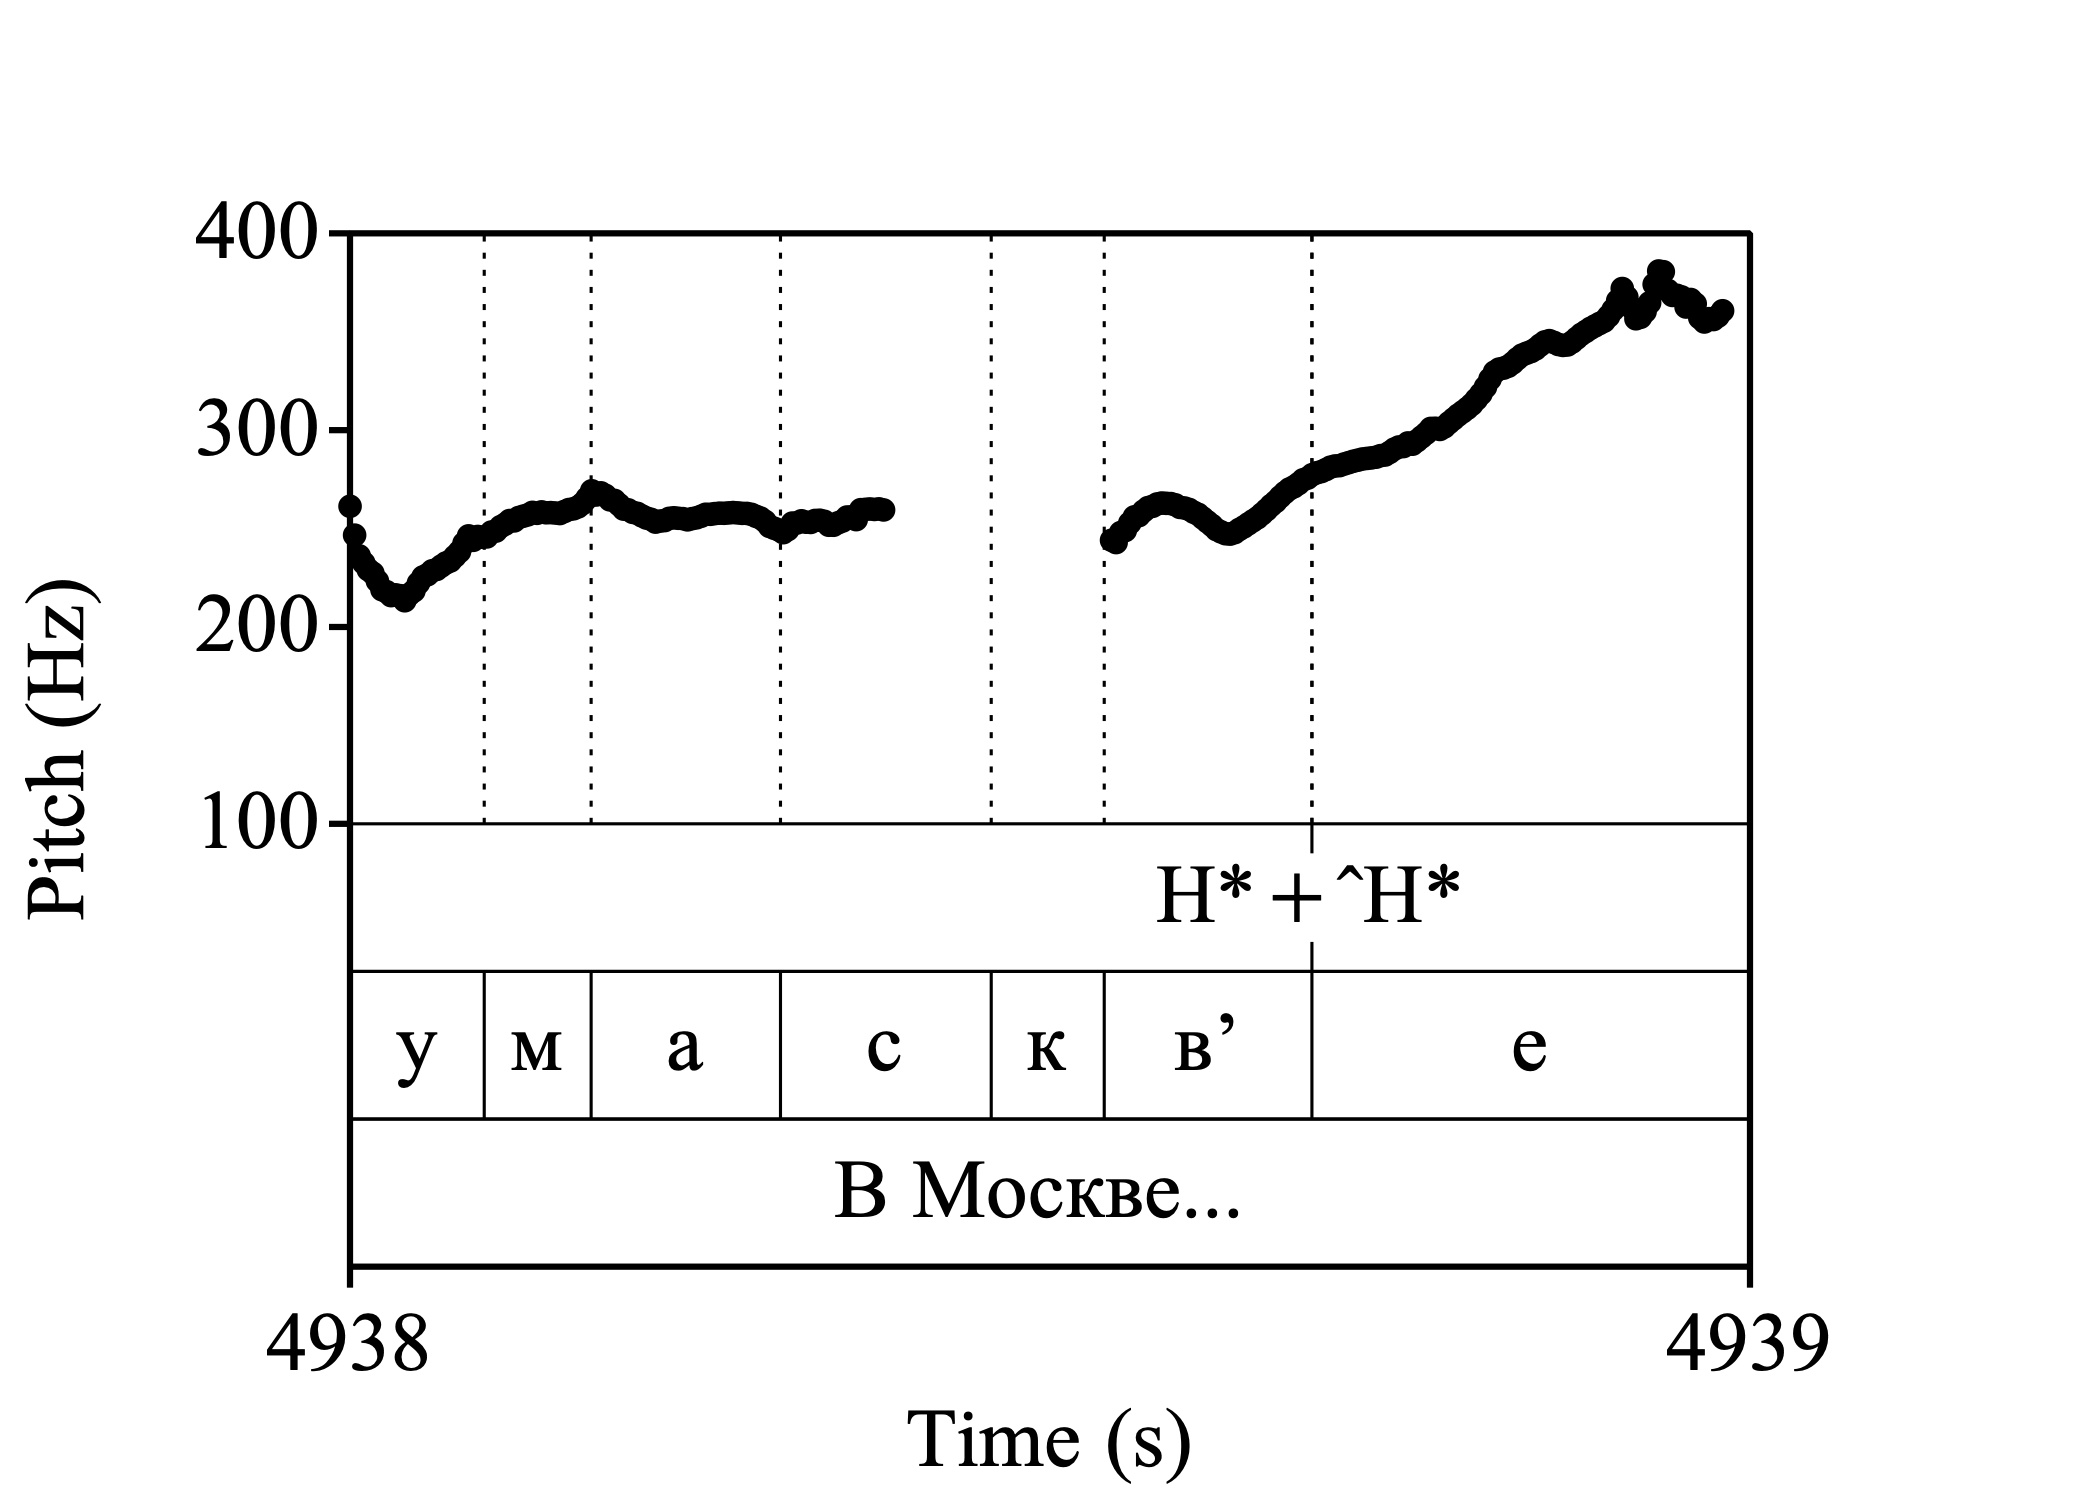 400
300
200
100
Pitch (Hz)
H* + ˆH*
у м а с к в’ е
В Москве...
4938 4939
Time (s)